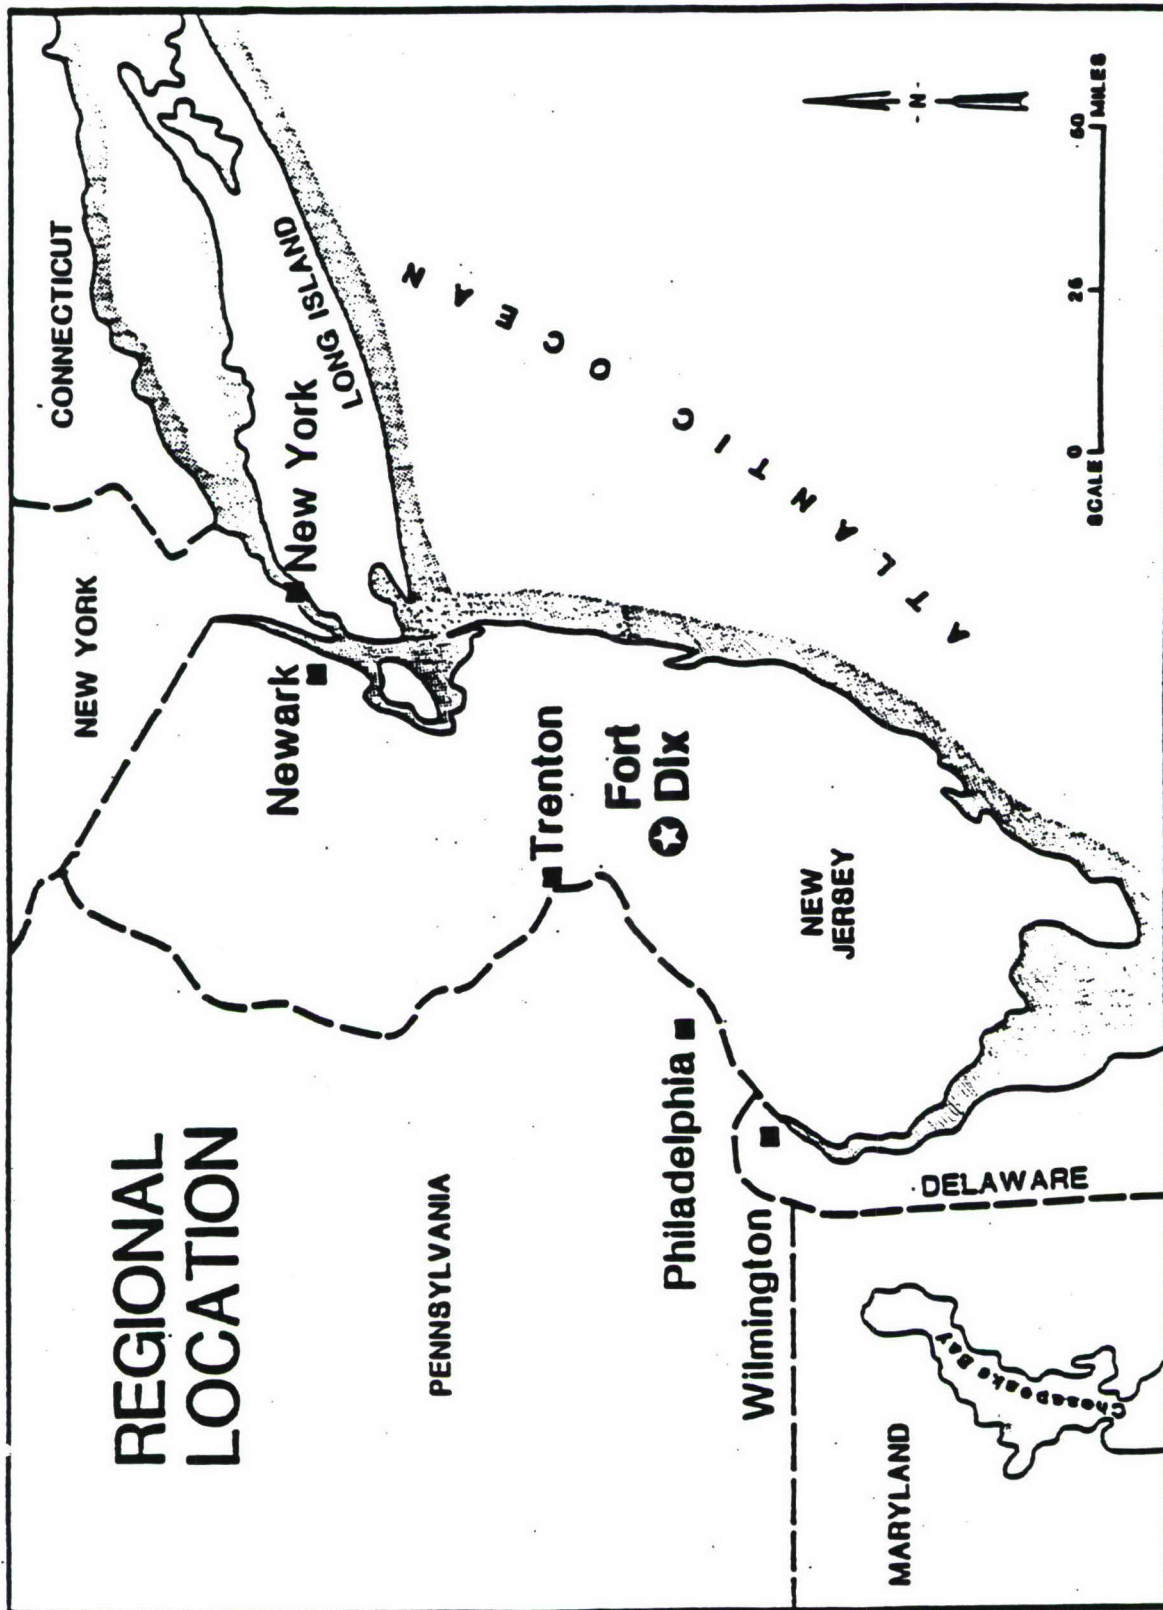 REGIONAL
LOCATION
CONNECTICUT
NEW YORK
LONG ISLAND
New York
Newark
PENNSYLVANIA
Trenton
Fort
Dix
ATLANTIC OCEAN
Philadelphia
NEW
JERSEY
Wilmington
DELAWARE
MARYLAND
Chesapeake Bay
- N -
SCALE 0 25 50 MILES